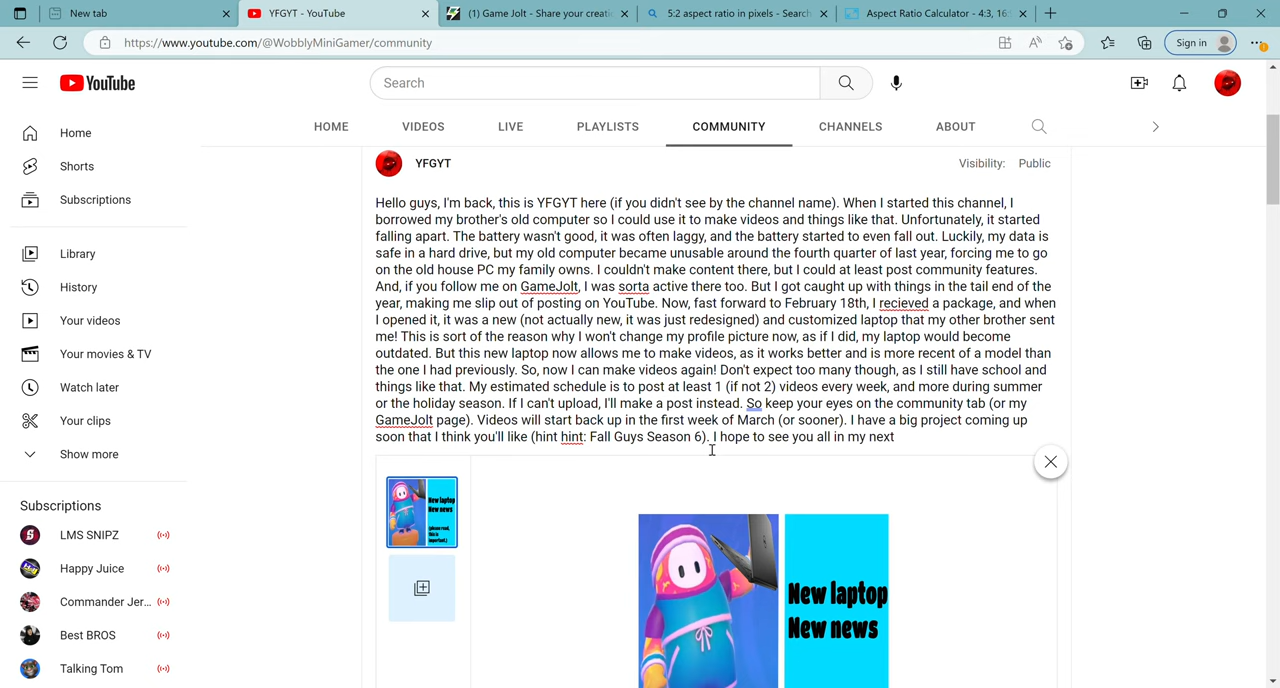 New tab
YFGYT - YouTube
(1) Game Jolt - Share your creati
5:2 aspect ratio in pixels - Search
Aspect Ratio Calculator - 4:3, 16:
https://www.youtube.com/@WobblyMiniGamer/community
Sign in
YouTube
Search
HOME
VIDEOS
LIVE
PLAYLISTS
COMMUNITY
CHANNELS
ABOUT
Home
Shorts
Subscriptions
Library
History
Your videos
Your movies & TV
Watch later
Your clips
Show more
Subscriptions
LMS SNIPZ
Happy Juice
Commander Jer...
Best BROS
Talking Tom
YFGYT
Visibility: Public
Hello guys, I'm back, this is YFGYT here (if you didn't see by the channel name). When I started this channel, I
borrowed my brother's old computer so I could use it to make videos and things like that. Unfortunately, it started
falling apart. The battery wasn't good, it was often laggy, and the battery started to even fall out. Luckily, my data is
safe in a hard drive, but my old computer became unusable around the fourth quarter of last year, forcing me to go
on the old house PC my family owns. I couldn't make content there, but I could at least post community features.
And, if you follow me on GameJolt, I was sorta active there too. But I got caught up with things in the tail end of the
year, making me slip out of posting on YouTube. Now, fast forward to February 18th, I recieved a package, and when
I opened it, it was a new (not actually new, it was just redesigned) and customized laptop that my other brother sent
me! This is sort of the reason why I won't change my profile picture now, as if I did, my laptop would become
outdated. But this new laptop now allows me to make videos, as it works better and is more recent of a model than
the one I had previously. So, now I can make videos again! Don't expect too many though, as I still have school and
things like that. My estimated schedule is to post at least 1 (if not 2) videos every week, and more during summer
or the holiday season. If I can't upload, I'll make a post instead. So keep your eyes on the community tab (or my
GameJolt page). Videos will start back up in the first week of March (or sooner). I have a big project coming up
soon that I think you'll like (hint hint: Fall Guys Season 6). I hope to see you all in my next
New laptop
New news
(please read,
this is
important.)
New laptop
New news